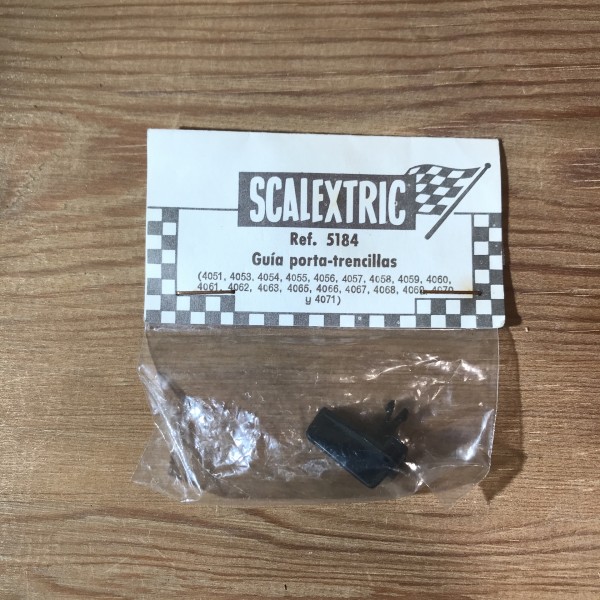 SCALEXTRIC
Ref. 5184
Guía porta-trencillas
(4051, 4053, 4054, 4055, 4056, 4057, 4058, 4059, 4060,
4061, 4062, 4063, 4065, 4066, 4067, 4068, 4069, 4070
y 4071)